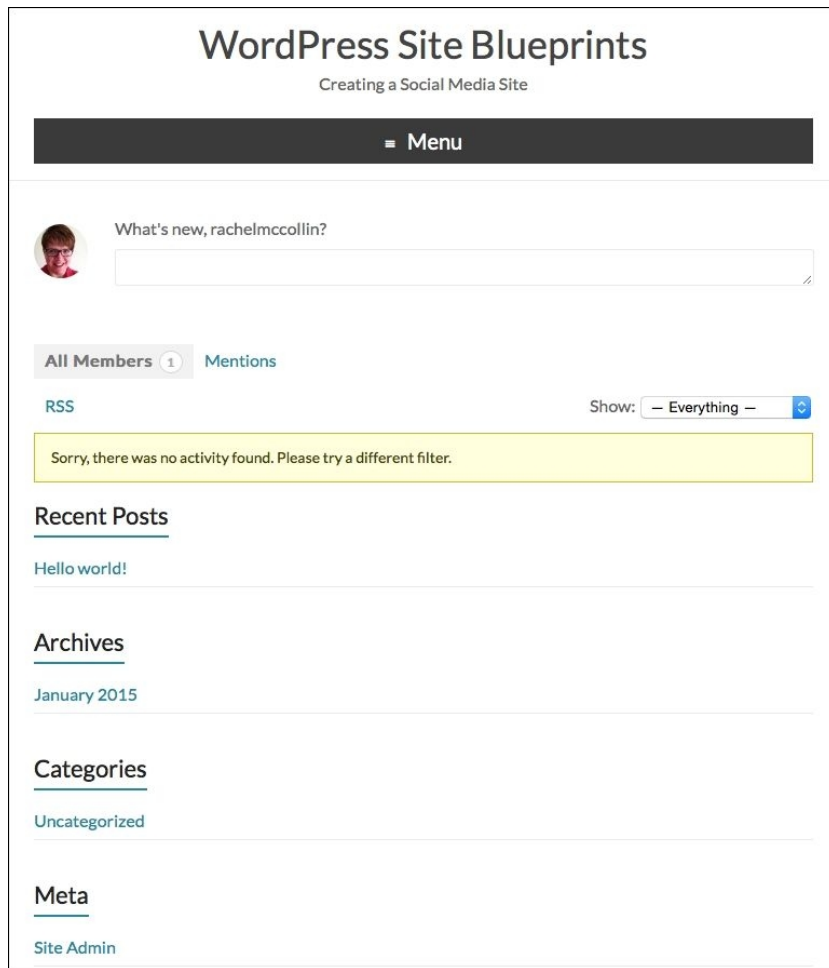 WordPress Site Blueprints
Creating a Social Media Site
≡ Menu
What's new, rachelmccollin?
All Members 1 Mentions
RSS Show: — Everything —
Sorry, there was no activity found. Please try a different filter.
Recent Posts
Hello world!
Archives
January 2015
Categories
Uncategorized
Meta
Site Admin